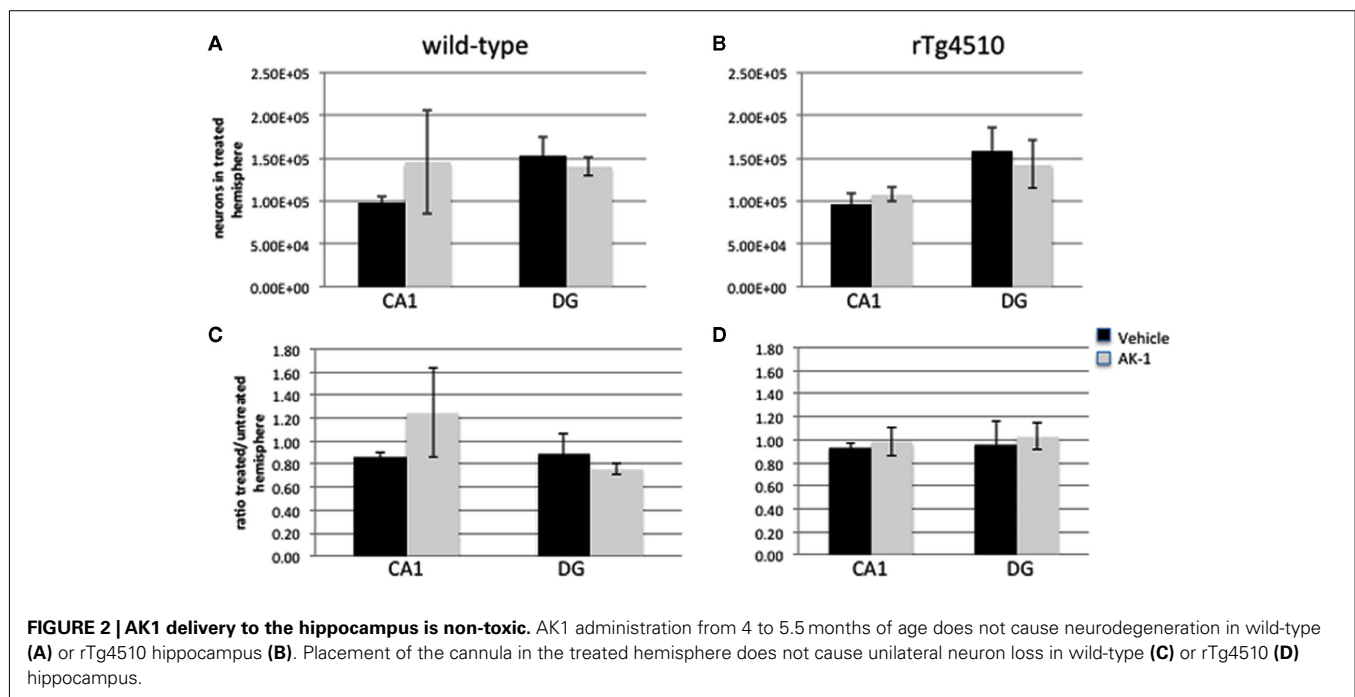 A
wild-type
B
rTg4510
neurons in treated
hemisphere
2.50E+05
2.00E+05
1.50E+05
1.00E+05
5.00E+04
0.00E+00
CA1 DG
2.50E+05
2.00E+05
1.50E+05
1.00E+05
5.00E+04
0.00E+00
CA1 DG
C
ratio treated/untreated
hemisphere
1.80
1.60
1.40
1.20
1.00
0.80
0.60
0.40
0.20
0.00
CA1 DG
D
1.80
1.60
1.40
1.20
1.00
0.80
0.60
0.40
0.20
0.00
CA1 DG
Vehicle
AK-1
FIGURE 2 | AK1 delivery to the hippocampus is non-toxic. AK1 administration from 4 to 5.5 months of age does not cause neurodegeneration in wild-type
(A) or rTg4510 hippocampus (B). Placement of the cannula in the treated hemisphere does not cause unilateral neuron loss in wild-type (C) or rTg4510 (D)
hippocampus.